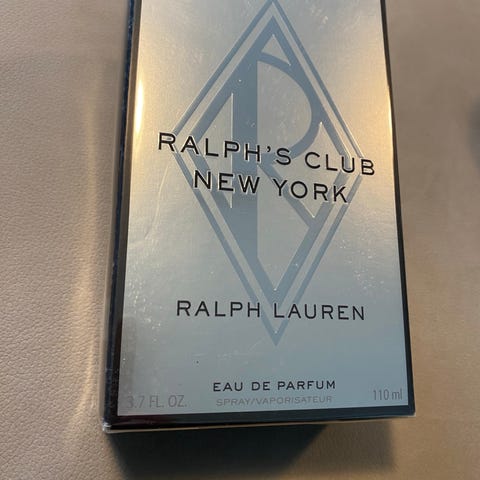 R
RALPH'S CLUB
NEW YORK
RALPH LAUREN
EAU DE PARFUM
3.7 FL. OZ. SPRAY/VAPORISATEUR 110 ml